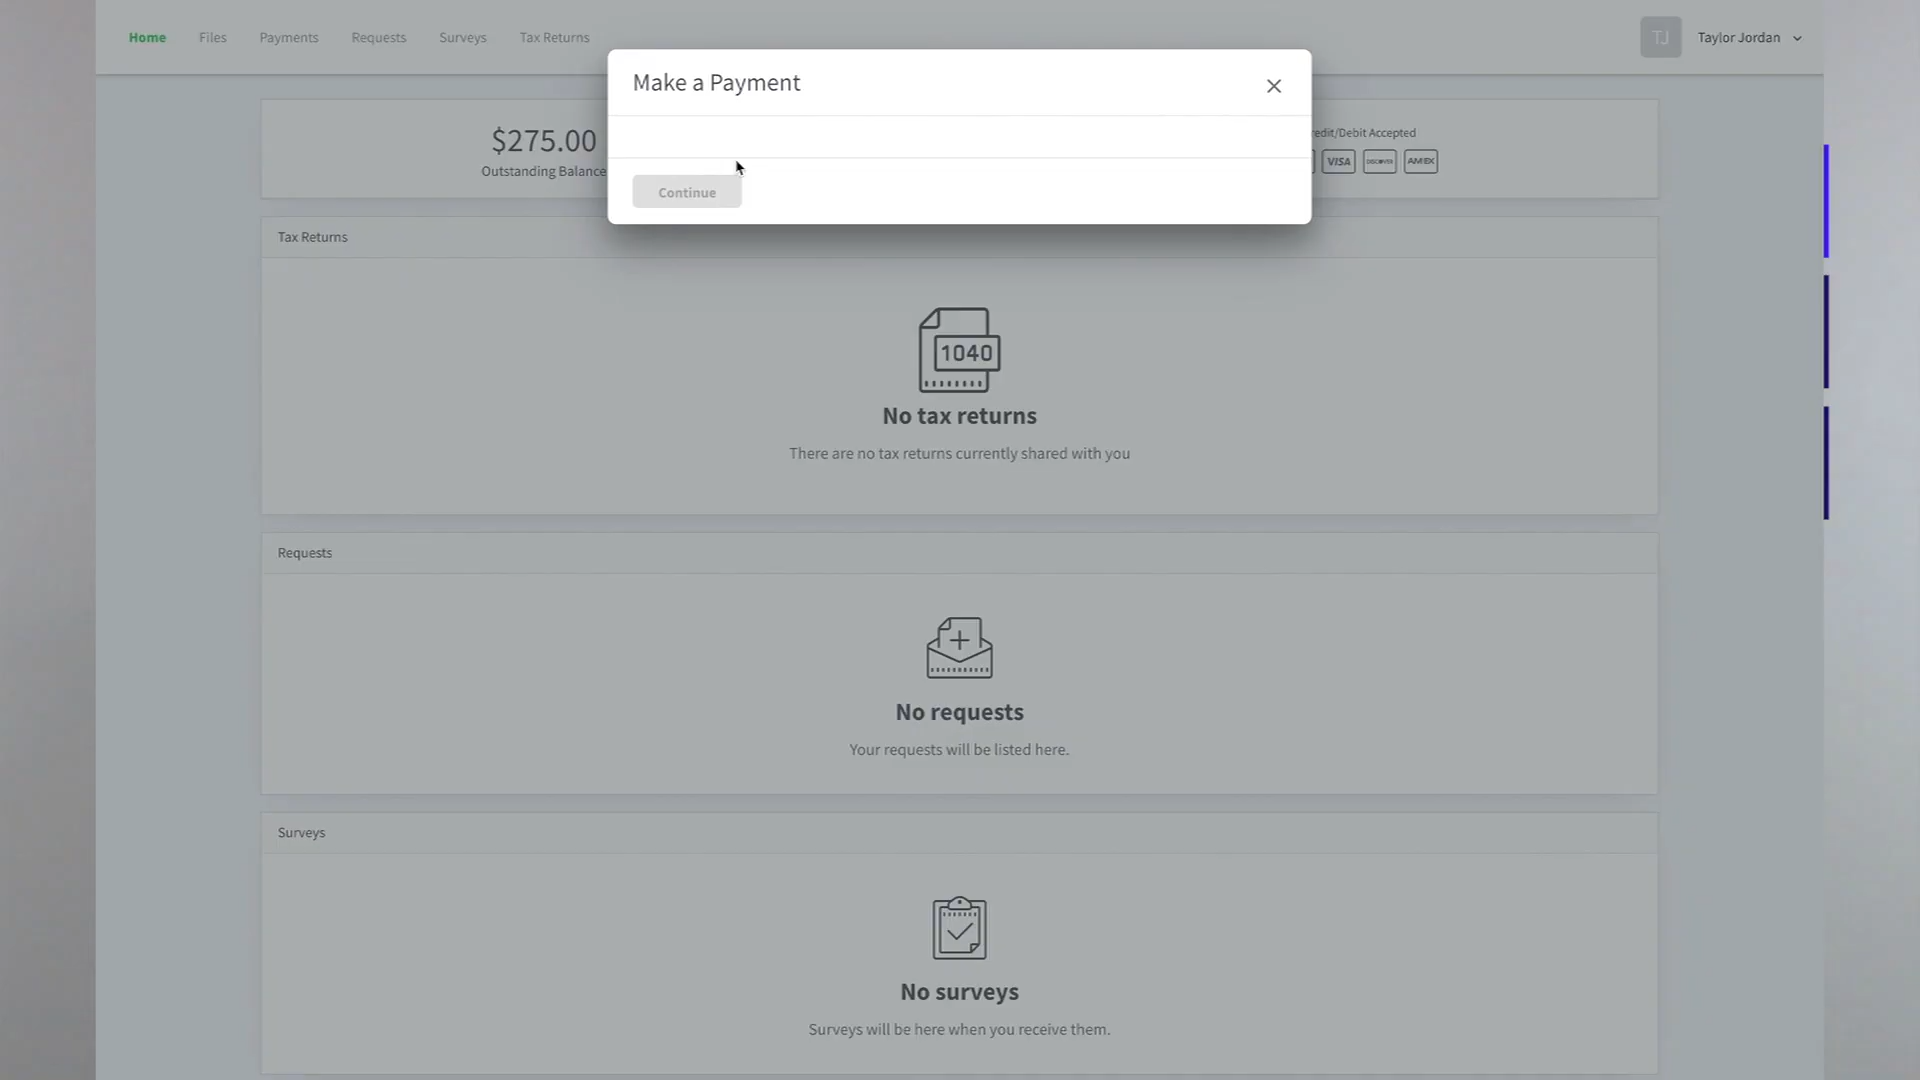 Home
Files
Payments
Requests
Surveys
Tax Returns
TJ
Taylor Jordan
Make a Payment
$275.00
Outstanding Balance
edit/Debit Accepted
VISA
DISCOVER
AMEX
Continue
Tax Returns
1040
No tax returns
There are no tax returns currently shared with you
Requests
No requests
Your requests will be listed here.
Surveys
No surveys
Surveys will be here when you receive them.